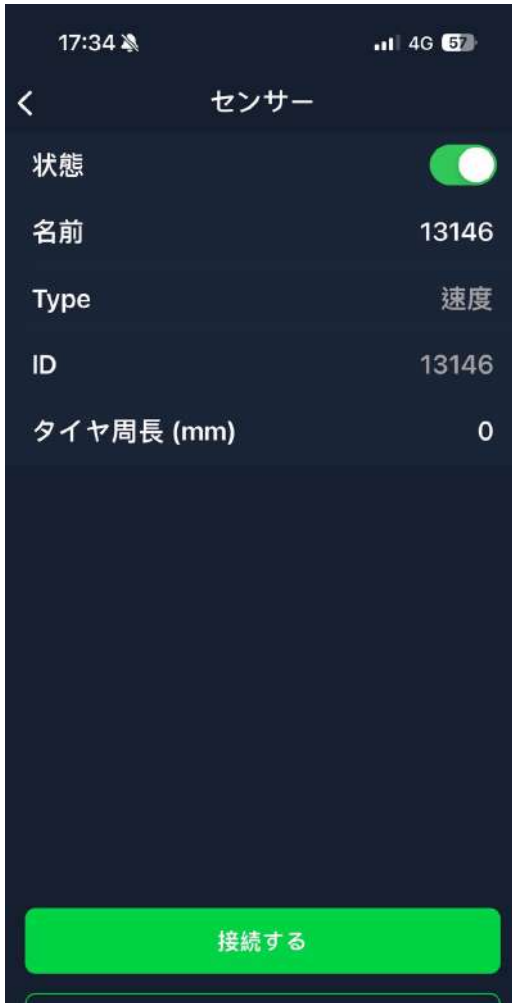 17:34
4G 57
センサー
状態
名前 13146
Type 速度
ID 13146
タイヤ周長 (mm) 0
接続する